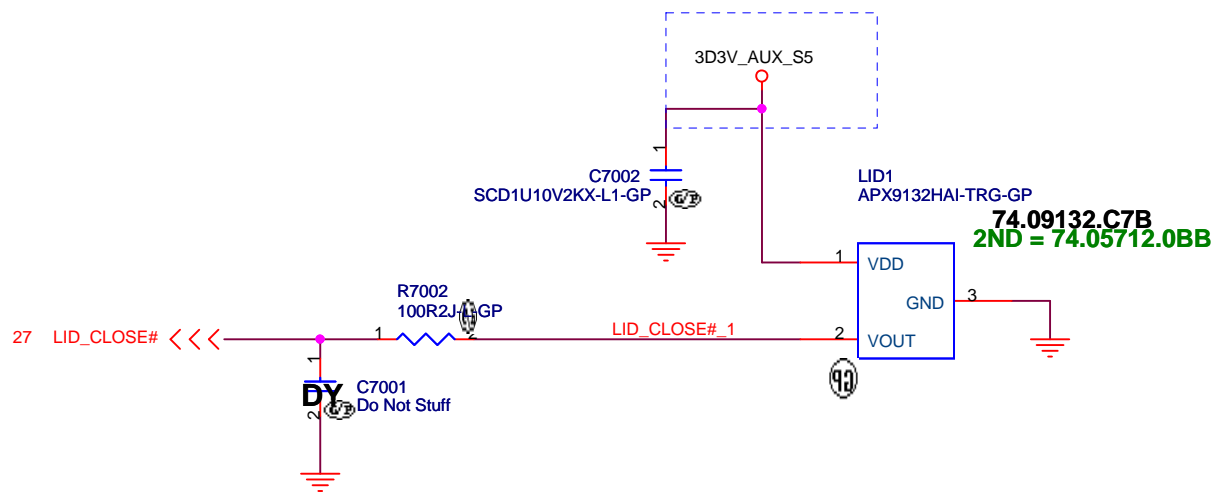 3D3V_AUX_S5
1
C7002
SCD1U10V2KX-L1-GP
2
G/P
LID1
APX9132HAI-TRG-GP
74.09132.C7B
2ND = 74.05712.0BB
1
VDD
GND
3
2
VOUT
GP
R7002
100R2J-L-GP
1
2
LID_CLOSE#_1
27 LID_CLOSE#
1
DY
C7001
Do Not Stuff
2
G/P